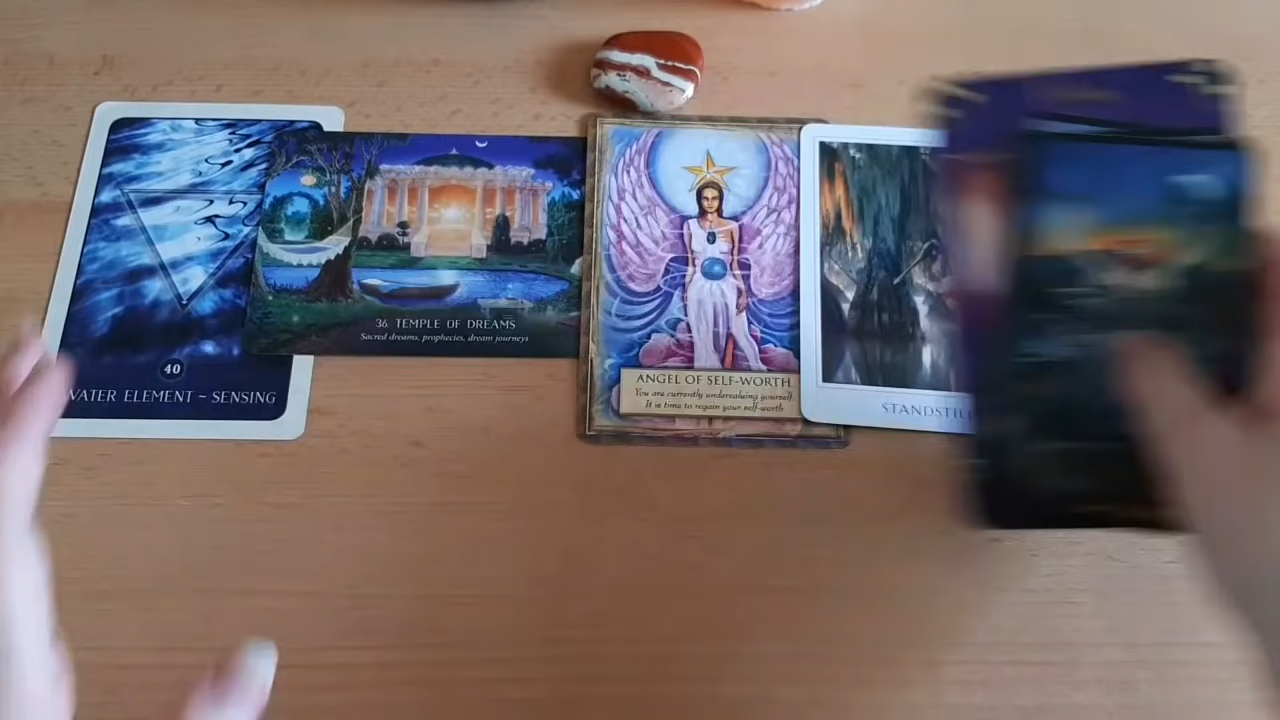 40
WATER ELEMENT ~ SENSING
36. TEMPLE OF DREAMS
Sacred dreams, prophecies, dream journeys
ANGEL OF SELF-WORTH
You are currently undervaluing yourself.
It is time to regain your self-worth
STANDSTILL